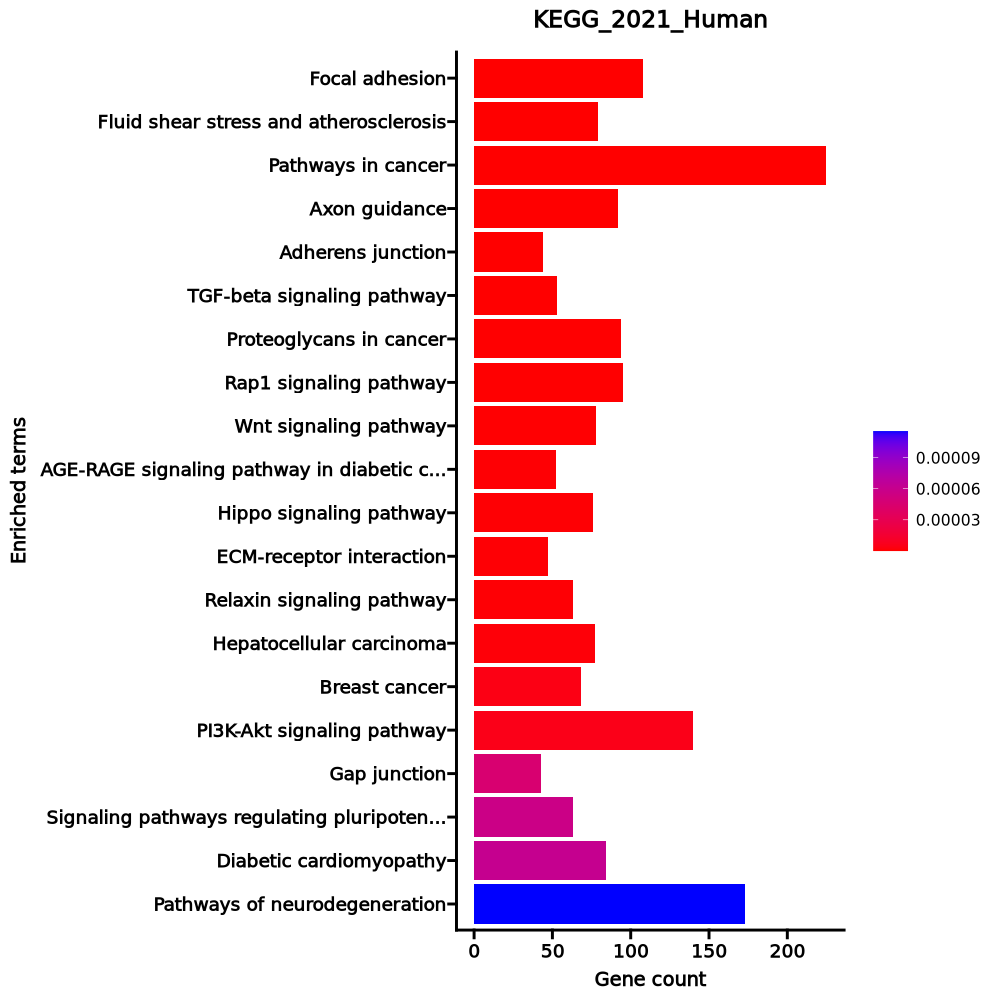 KEGG_2021_Human
Focal adhesion
Fluid shear stress and atherosclerosis
Pathways in cancer
Axon guidance
Adherens junction
TGF-beta signaling pathway
Proteoglycans in cancer
Rap1 signaling pathway
Wnt signaling pathway
AGE-RAGE signaling pathway in diabetic c...
Hippo signaling pathway
ECM-receptor interaction
Relaxin signaling pathway
Hepatocellular carcinoma
Breast cancer
PI3K-Akt signaling pathway
Gap junction
Signaling pathways regulating pluripoten...
Diabetic cardiomyopathy
Pathways of neurodegeneration
Enriched terms
0 50 100 150 200
Gene count
0.00009
0.00006
0.00003